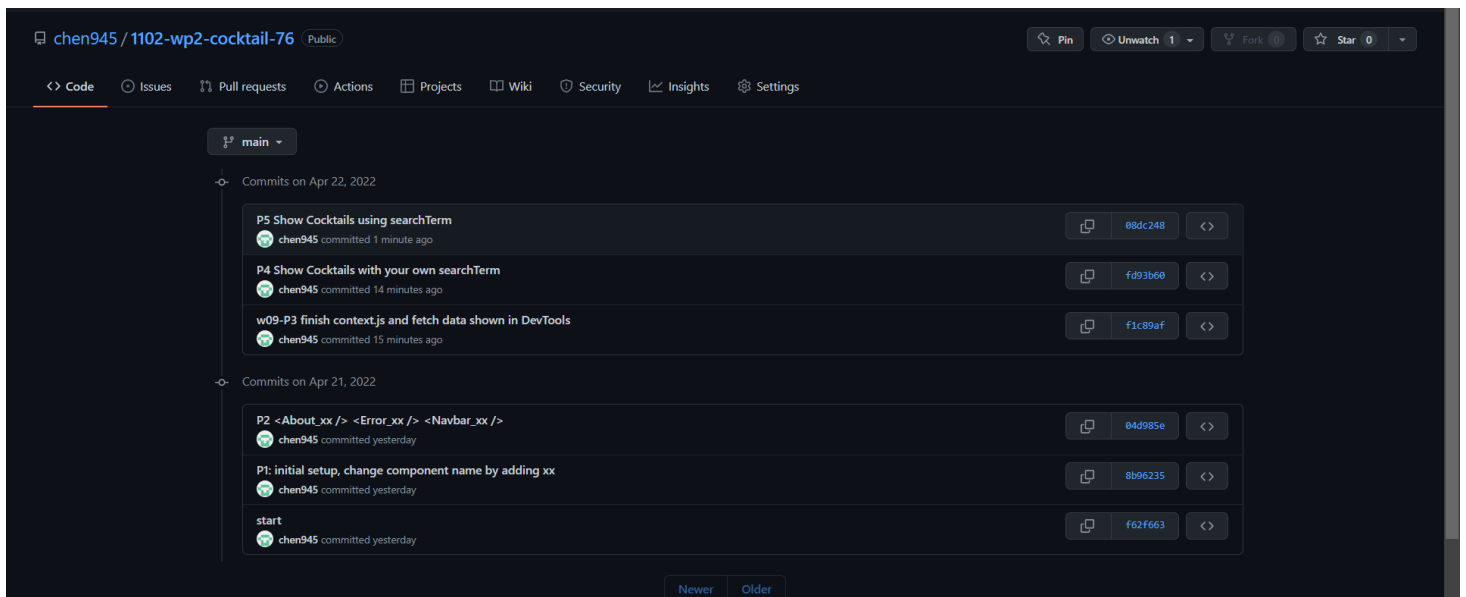 chen945 / 1102-wp2-cocktail-76 Public
Pin Unwatch 1 Fork 0 Star 0
<> Code Issues Pull requests Actions Projects Wiki Security Insights Settings
main
Commits on Apr 22, 2022
P5 Show Cocktails using searchTerm
08dc248 <>
chen945 committed 1 minute ago
P4 Show Cocktails with your own searchTerm
fd93b60 <>
chen945 committed 14 minutes ago
w09-P3 finish context.js and fetch data shown in DevTools
f1c89af <>
chen945 committed 15 minutes ago
Commits on Apr 21, 2022
P2 <About_xx /> <Error_xx /> <Navbar_xx />
04d985e <>
chen945 committed yesterday
P1: initial setup, change component name by adding xx
8b96235 <>
chen945 committed yesterday
start
f62f663 <>
chen945 committed yesterday
Newer Older